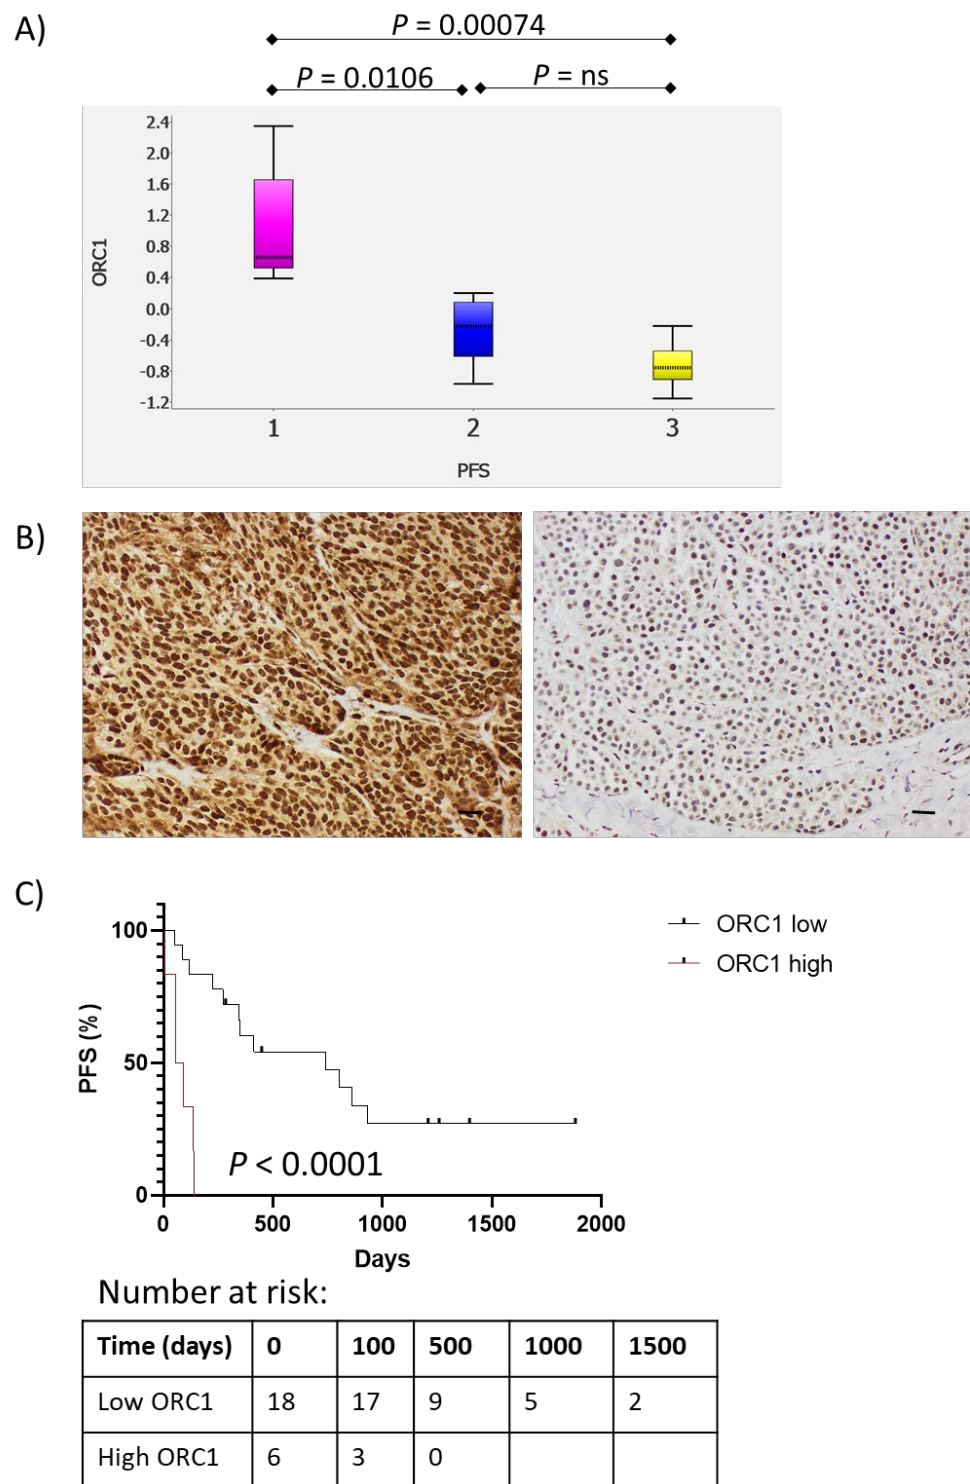 A)
P = 0.00074
P = 0.0106
P = ns
2.4
2.0
1.6
1.2
0.8
0.4
0.0
-0.4
-0.8
-1.2
ORC1
1 2 3
PFS
B)
C)
100
50
0
PFS (%)
ORC1 low
ORC1 high
P < 0.0001
0 500 1000 1500 2000
Days
Number at risk:
Time (days) 0 100 500 1000 1500
Low ORC1 18 17 9 5 2
High ORC1 6 3 0